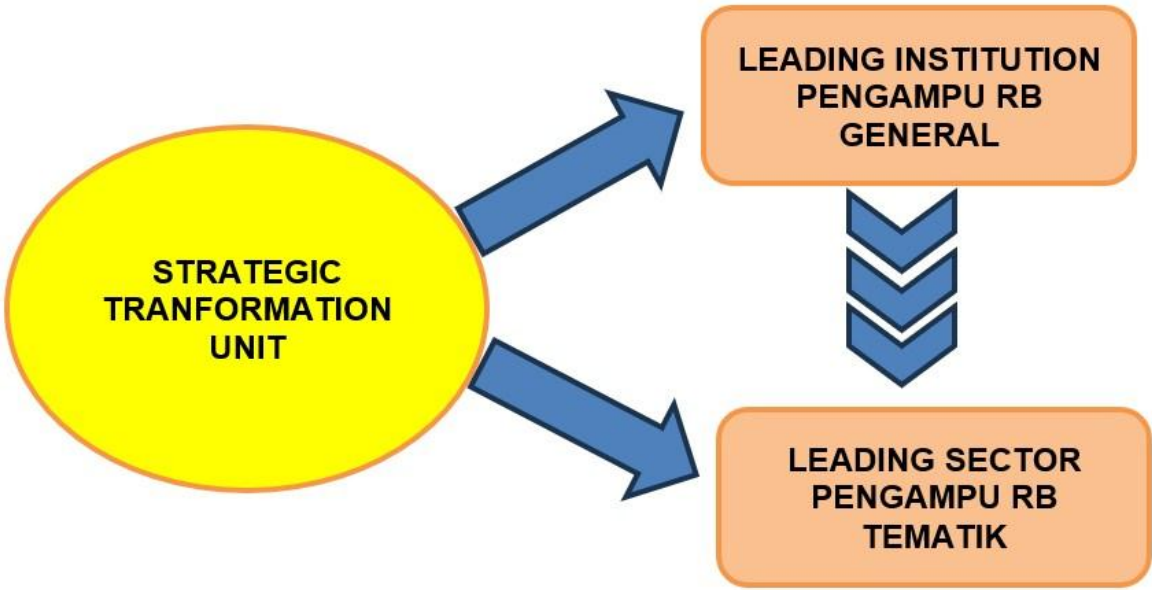 LEADING INSTITUTION
PENGAMPU RB
GENERAL
STRATEGIC
TRANFORMATION
UNIT
LEADING SECTOR
PENGAMPU RB
TEMATIK